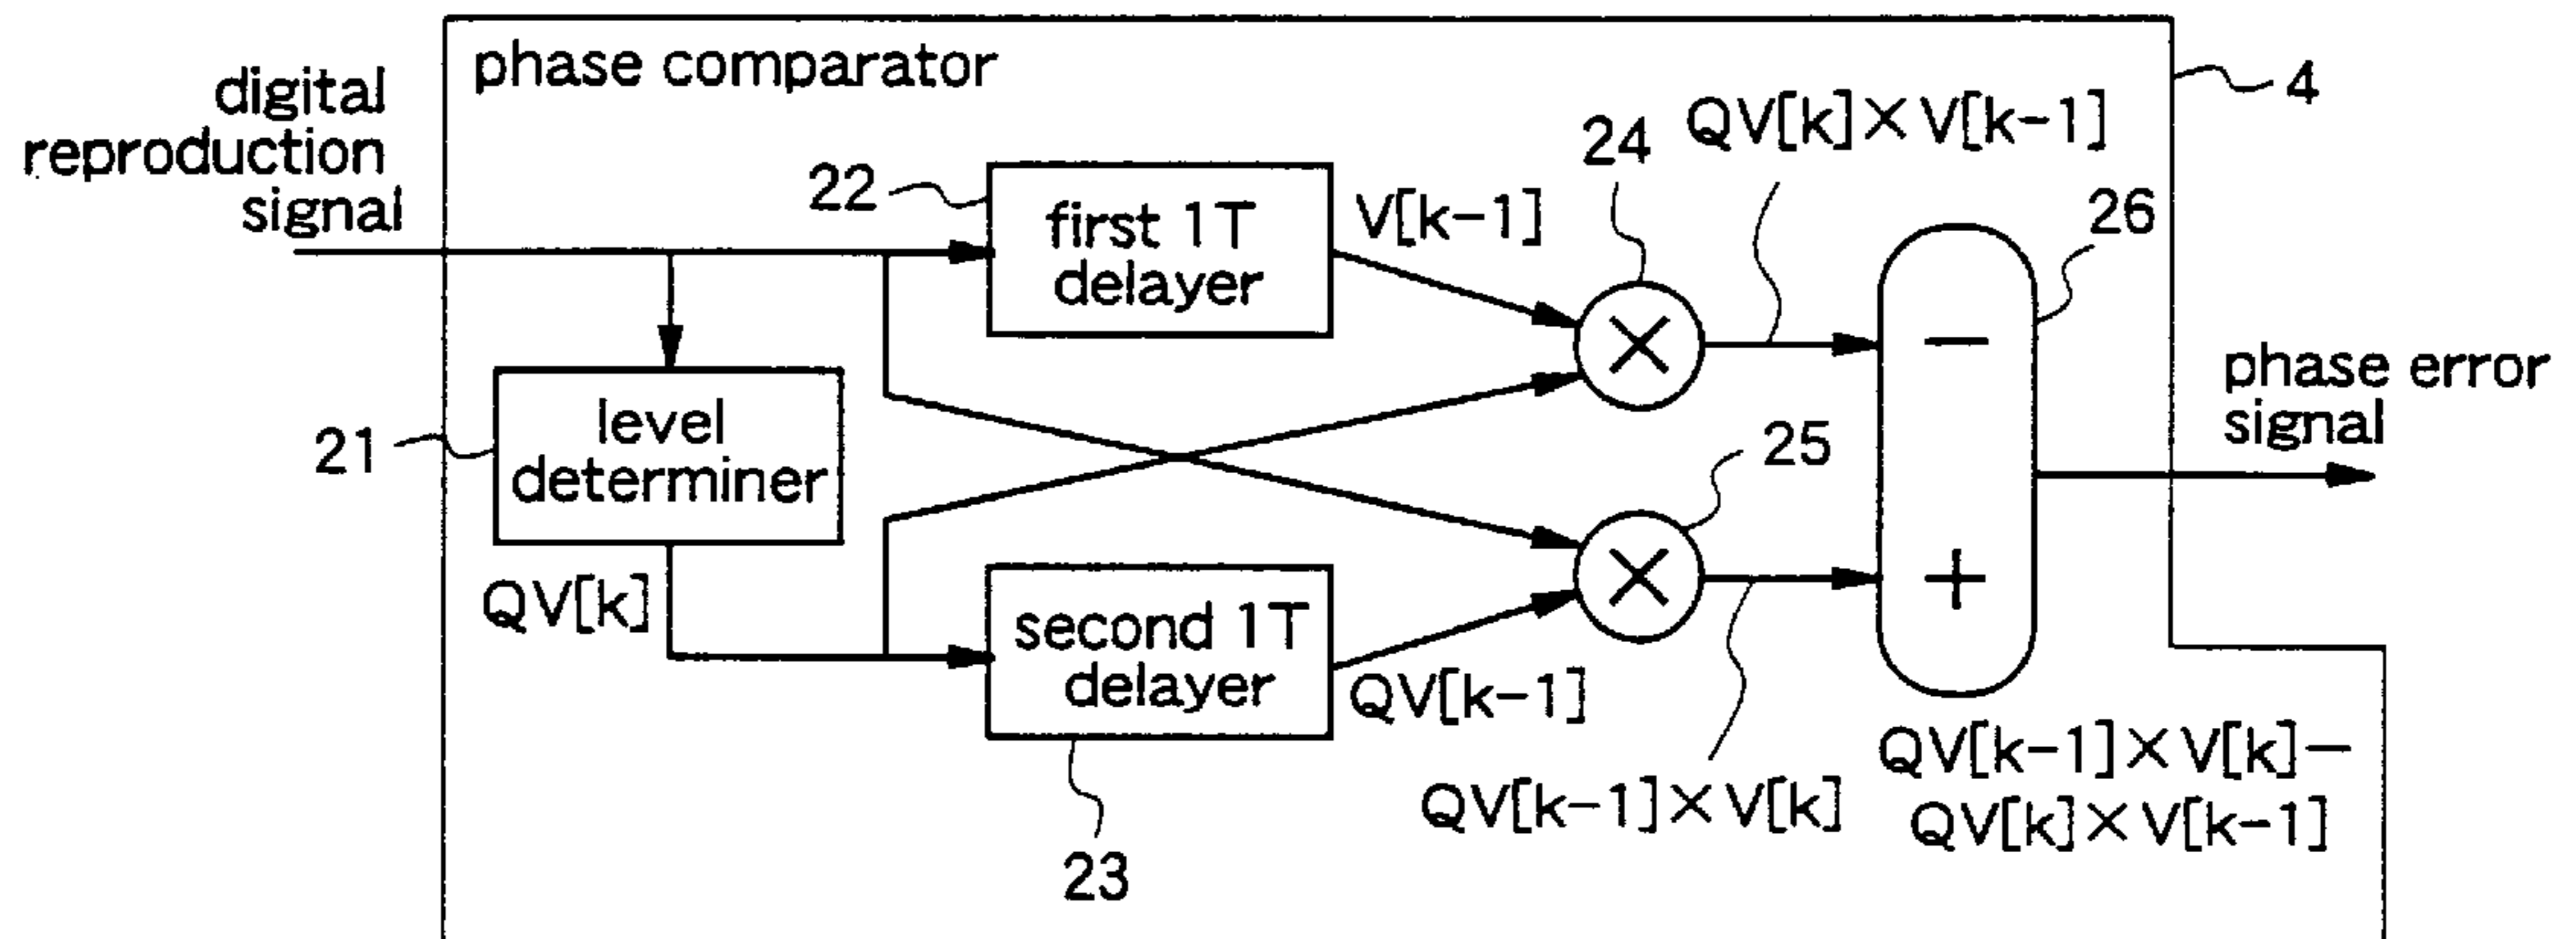 phase comparator
4
digital
reproduction
signal
QV[k]×V[k-1]
24
22
first 1T
delayer
V[k-1]
26
×
−
phase error
signal
21
level
determiner
25
QV[k]
second 1T
delayer
×
+
QV[k-1]
QV[k-1]×V[k]
QV[k-1]×V[k]−
QV[k]×V[k-1]
23